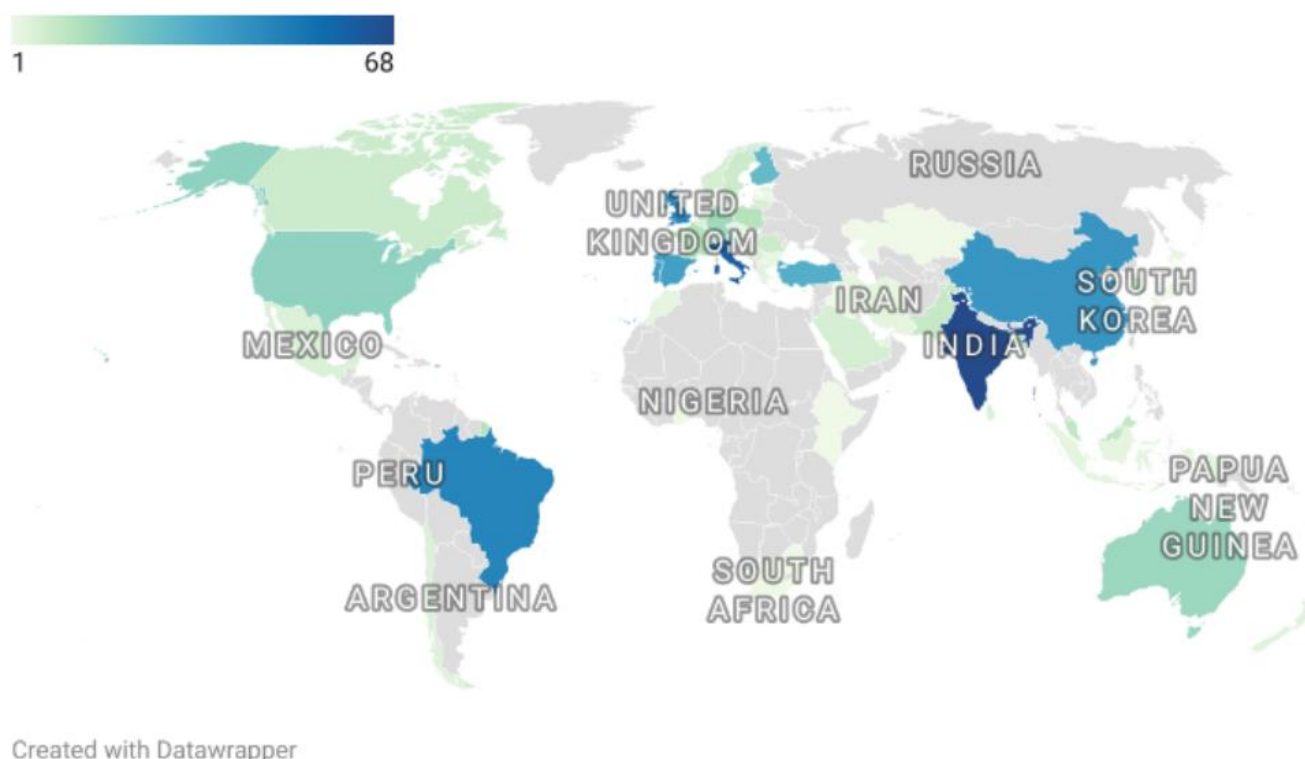 1 68
RUSSIA
UNITED
KINGDOM
SOUTH
KOREA
IRAN
MEXICO
INDIA
NIGERIA
PERU
PAPUA
NEW
GUINEA
SOUTH
AFRICA
ARGENTINA
Created with Datawrapper